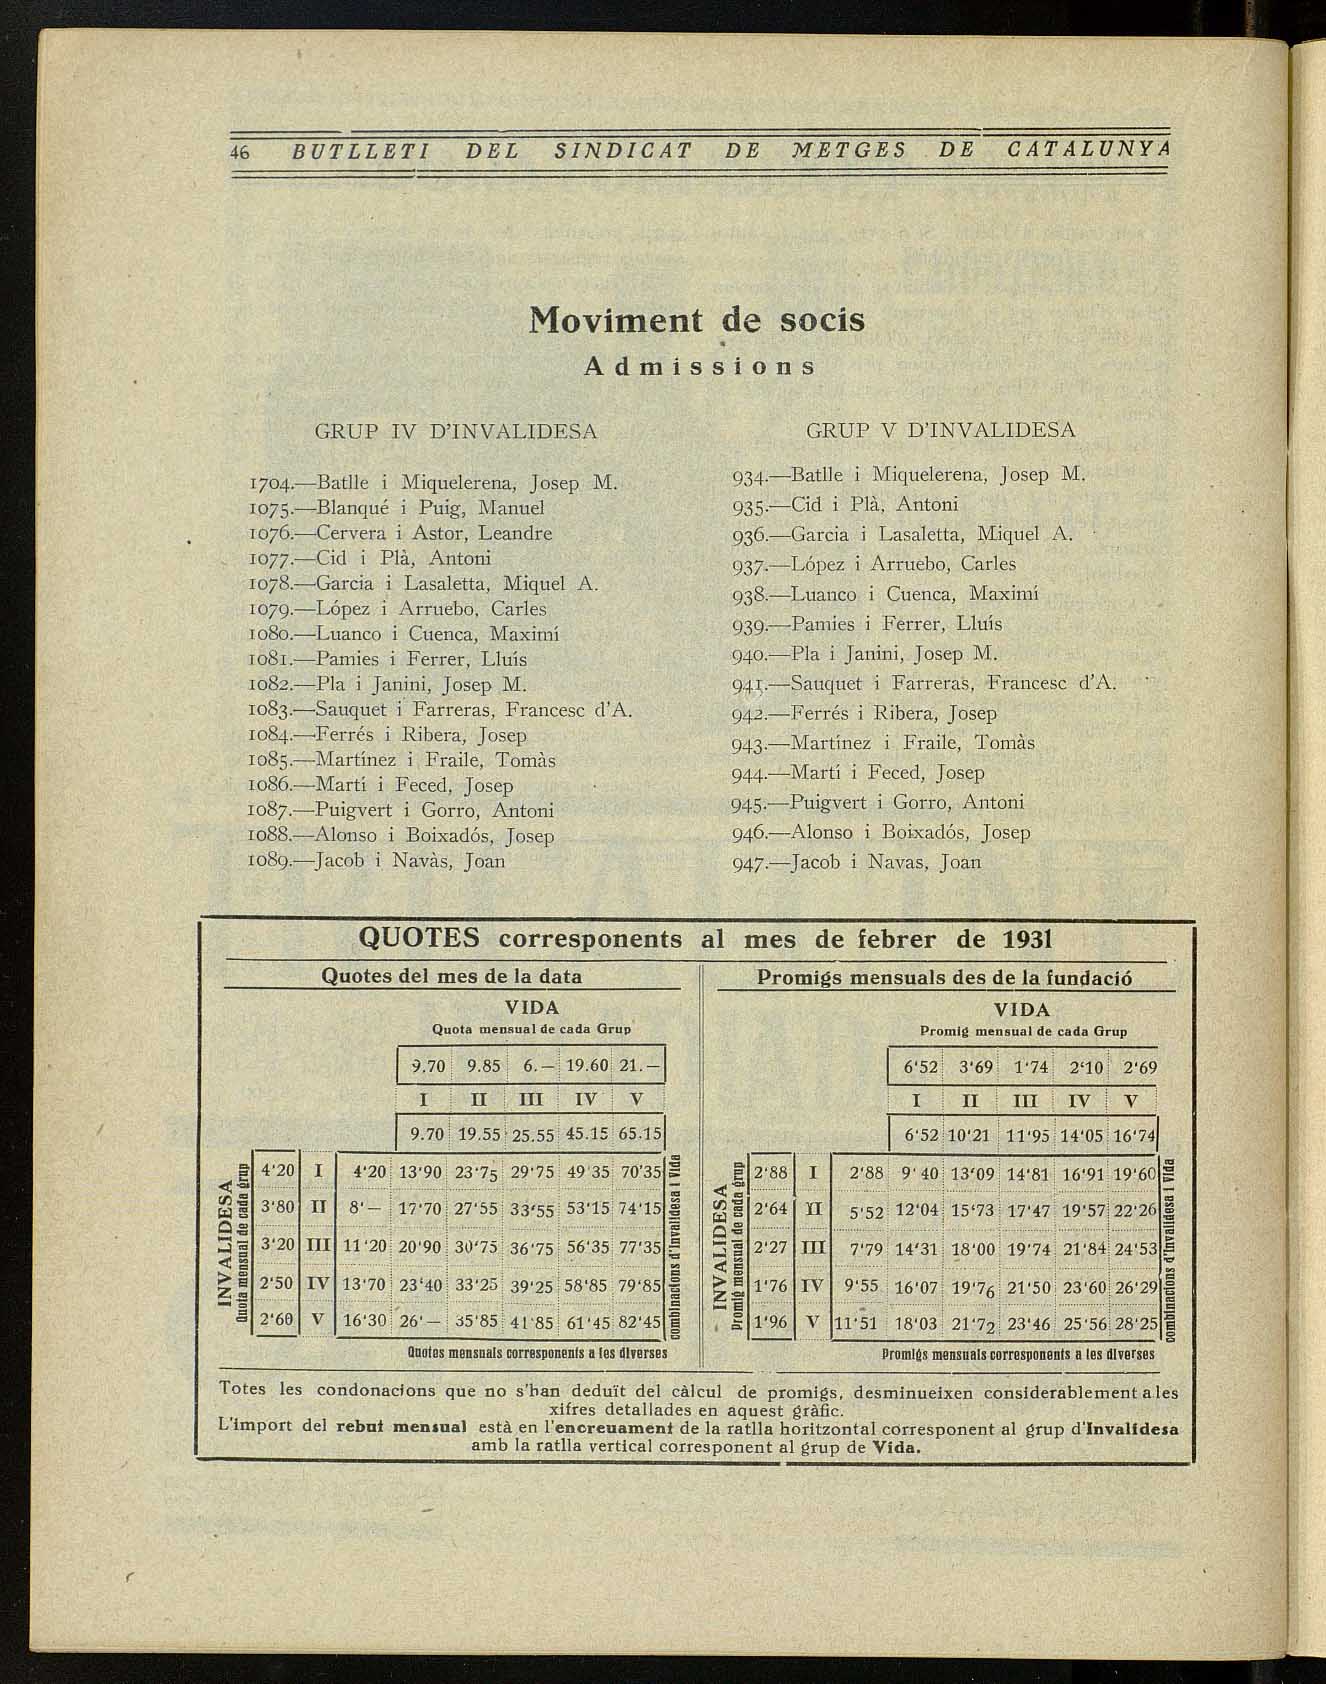 46 BUTLLETI DEL SINDICAT DE METGES DE CATALUNYA
Moviment de socis
Admissions
GRUP IV D'INVALIDESA
1704.—Batlle i Miquelerena, Josep M.
1075.—Blanqué i Puig, Manuel
1076.—Cervera i Astor, Leandre
1077.—Cid i Plà, Antoni
1078.—Garcia i Lasaletta, Miquel A.
1079.—López i Arruebo, Carles
1080.—Luanco i Cuenca, Maximí
1081.—Pamies i Ferrer, Lluís
1082.—Pla i Janini, Josep M.
1083.—Sauquet i Farreras, Francesc d'A.
1084.—Ferrés i Ribera, Josep
1085.—Martínez i Fraile, Tomàs
1086.—Martí i Feced, Josep
1087.—Puigvert i Gorro, Antoni
1088.—Alonso i Boixadós, Josep
1089.—Jacob i Navàs, Joan
GRUP V D'INVALIDESA
934.—Batlle i Miquelerena, Josep M.
935.—Cid i Plà, Antoni
936.—Garcia i Lasaletta, Miquel A.
937.—López i Arruebo, Carles
938.—Luanco i Cuenca, Maximí
939.—Pamies i Ferrer, Lluís
940.—Pla i Janini, Josep M.
941.—Sauquet i Farreras, Francesc d'A.
942.—Ferrés i Ribera, Josep
943.—Martínez i Fraile, Tomàs
944.—Martí i Feced, Josep
945.—Puigvert i Gorro, Antoni
946.—Alonso i Boixadós, Josep
947.—Jacob i Navas, Joan
QUOTES corresponents al mes de febrer de 1931
Quotes del mes de la data
VIDA
Quota mensual de cada Grup
9.70 9.85 6.— 19.60 21.—
I II III IV V
9.70 19.55 25.55 45.15 65.15
INVALIDESA
Quota mensual de cada grup
4'20 I 4'20 13'90 23'75 29'75 49'35 70'35
3'80 II 8'— 17'70 27'55 33'55 53'15 74'15
3'20 III 11'20 20'90 30'75 36'75 56'35 77'35
2'50 IV 13'70 23'40 33'25 39'25 58'85 79'85
2'60 V 16'30 26'— 35'85 41'85 61'45 82'45
combinacions d'Invalidesa i Vida
Quotes mensuals corresponents a les diverses
Promigs mensuals des de la fundació
VIDA
Promig mensual de cada Grup
6'52 3'69 1'74 2'10 2'69
I II III IV V
6'52 10'21 11'95 14'05 16'74
INVALIDESA
Promig mensual de cada grup
2'88 I 2'88 9'40 13'09 14'81 16'91 19'60
2'64 II 5'52 12'04 15'73 17'47 19'57 22'26
2'27 III 7'79 14'31 18'00 19'74 21'84 24'53
1'76 IV 9'55 16'07 19'76 21'50 23'60 26'29
1'96 V 11'51 18'03 21'72 23'46 25'56 28'25
combinacions d'Invalidesa i Vida
Promigs mensuals corresponents a les diverses
Totes les condonacions que no s'han deduït del càlcul de promigs, desminueixen considerablement a les
xifres detallades en aquest gràfic.
L'import del rebut mensual està en l'encreuament de la ratlla horitzontal corresponent al grup d'Invalidesa
amb la ratlla vertical corresponent al grup de Vida.